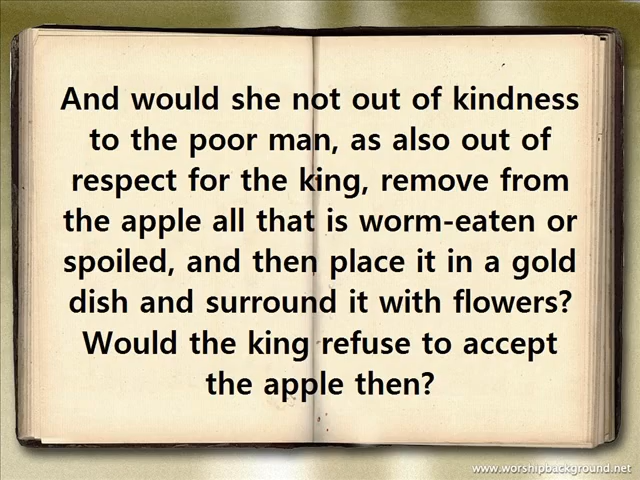 And would she not out of kindness
to the poor man, as also out of
respect for the king, remove from
the apple all that is worm-eaten or
spoiled, and then place it in a gold
dish and surround it with flowers?
Would the king refuse to accept
the apple then?
www.worshipbackground.net